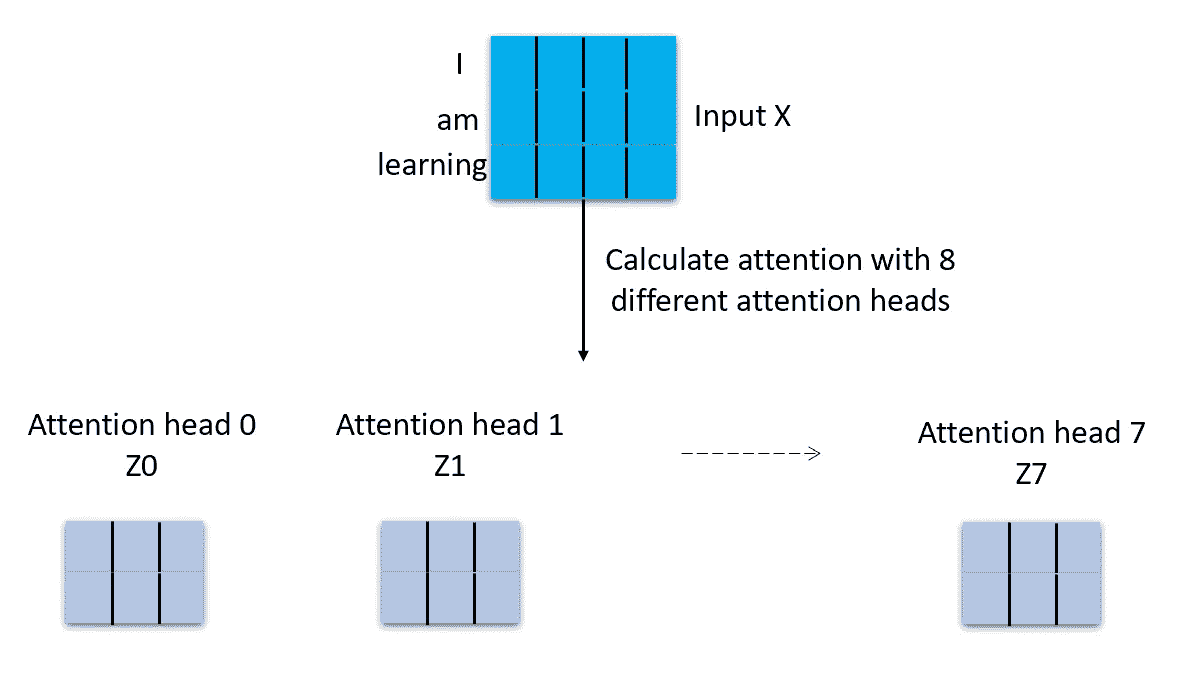 I
am
learning
Input X
Calculate attention with 8
different attention heads
Attention head 0
Z0
Attention head 1
Z1
Attention head 7
Z7